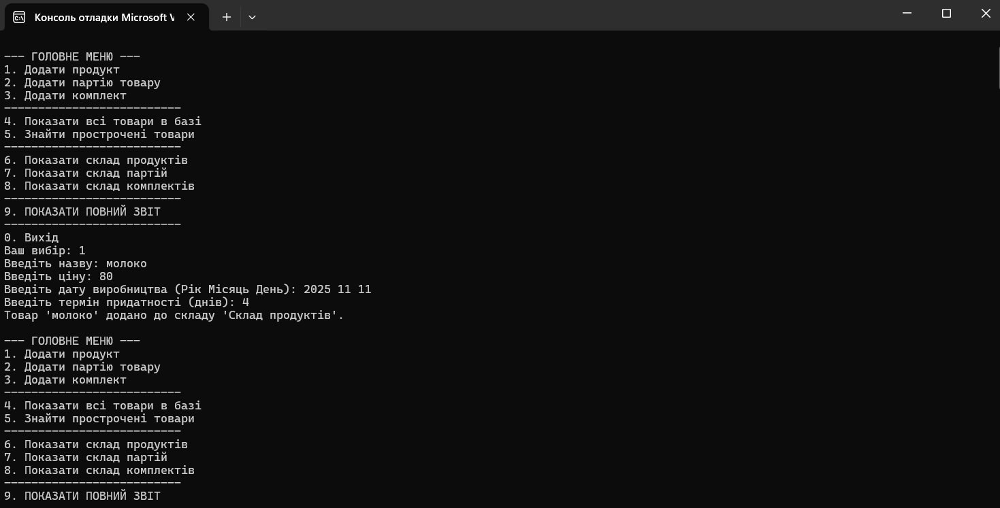 Консоль отладки Microsoft V
--- ГОЛОВНЕ МЕНЮ ---
1. Додати продукт
2. Додати партію товару
3. Додати комплект
--------------------------
4. Показати всі товари в базі
5. Знайти прострочені товари
--------------------------
6. Показати склад продуктів
7. Показати склад партій
8. Показати склад комплектів
--------------------------
9. ПОКАЗАТИ ПОВНИЙ ЗВІТ
--------------------------
0. Вихід
Ваш вибір: 1
Введіть назву: молоко
Введіть ціну: 80
Введіть дату виробництва (Рік Місяць День): 2025 11 11
Введіть термін придатності (днів): 4
Товар 'молоко' додано до складу 'Склад продуктів'.
--- ГОЛОВНЕ МЕНЮ ---
1. Додати продукт
2. Додати партію товару
3. Додати комплект
--------------------------
4. Показати всі товари в базі
5. Знайти прострочені товари
--------------------------
6. Показати склад продуктів
7. Показати склад партій
8. Показати склад комплектів
--------------------------
9. ПОКАЗАТИ ПОВНИЙ ЗВІТ